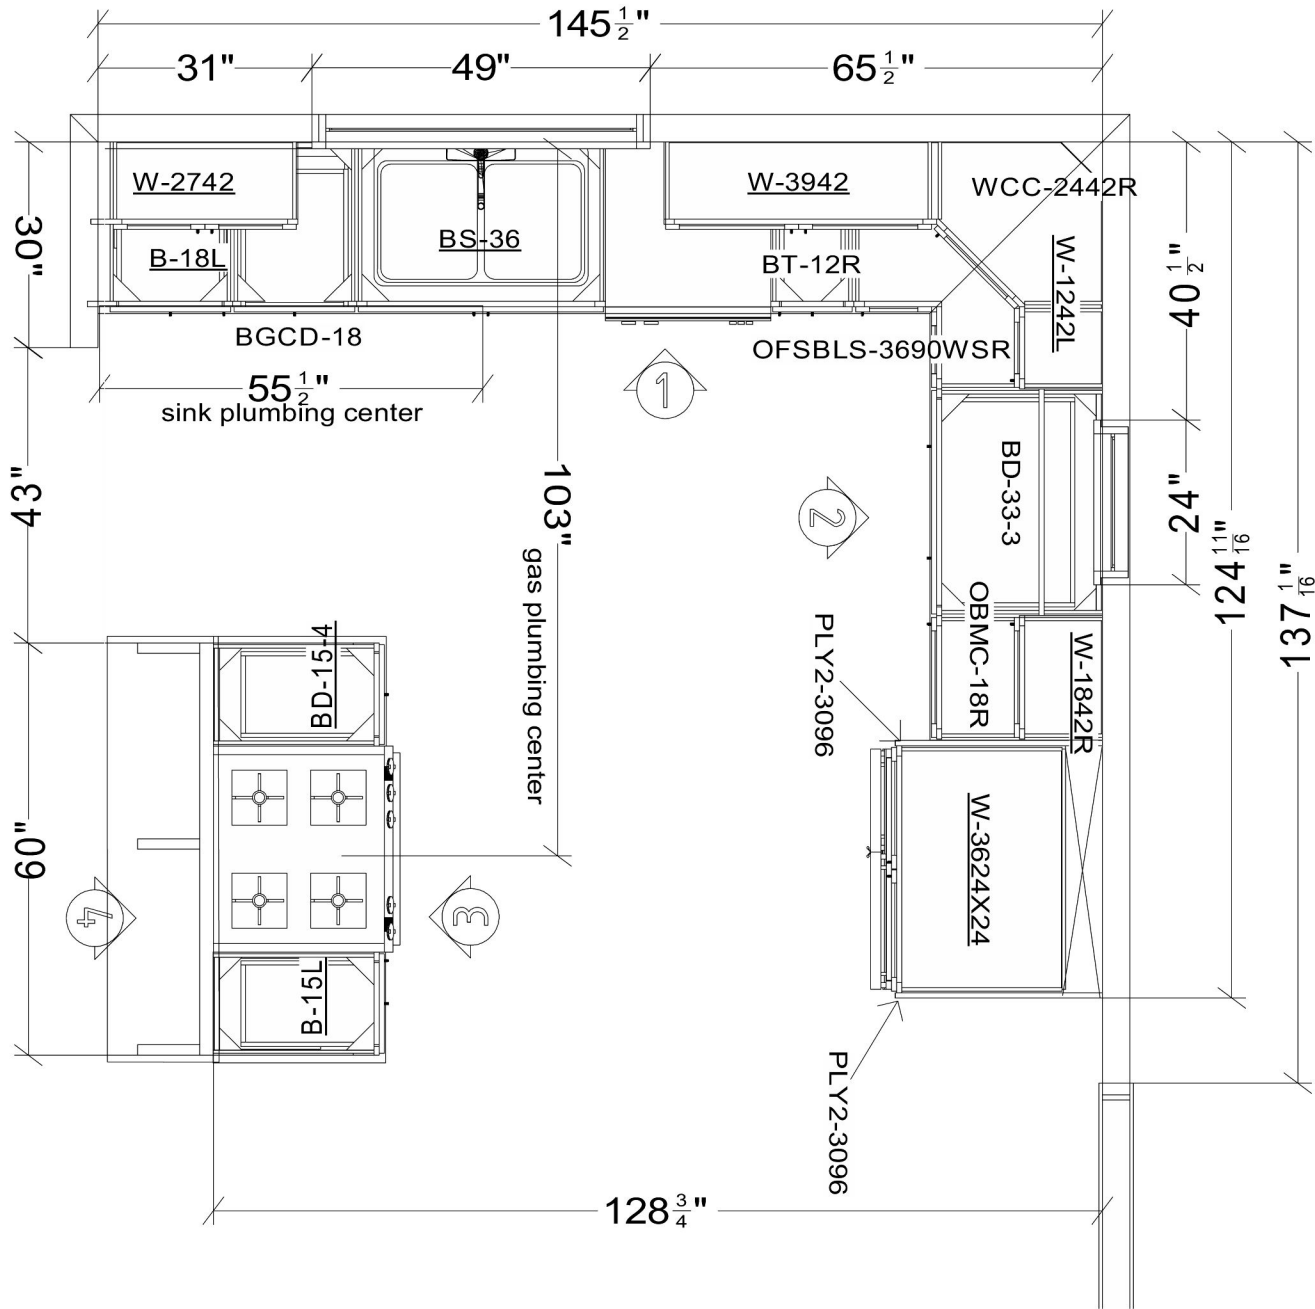 145 1/2"
31"
49"
65 1/2"
W-2742
W-3942
WCC-2442R
BS-36
B-18L
BT-12R
W-1242L
30"
40 1/2"
BGCD-18
OFSBLS-3690WSR
55 1/2"
sink plumbing center
1
43"
103"
gas plumbing center
2
BD-33-3
24"
124 11/16"
137 1/16"
OBMC-18R
W-1842R
PLY2-3096
BD-15-4
W-3624X24
60"
4
3
B-15L
PLY2-3096
128 3/4"